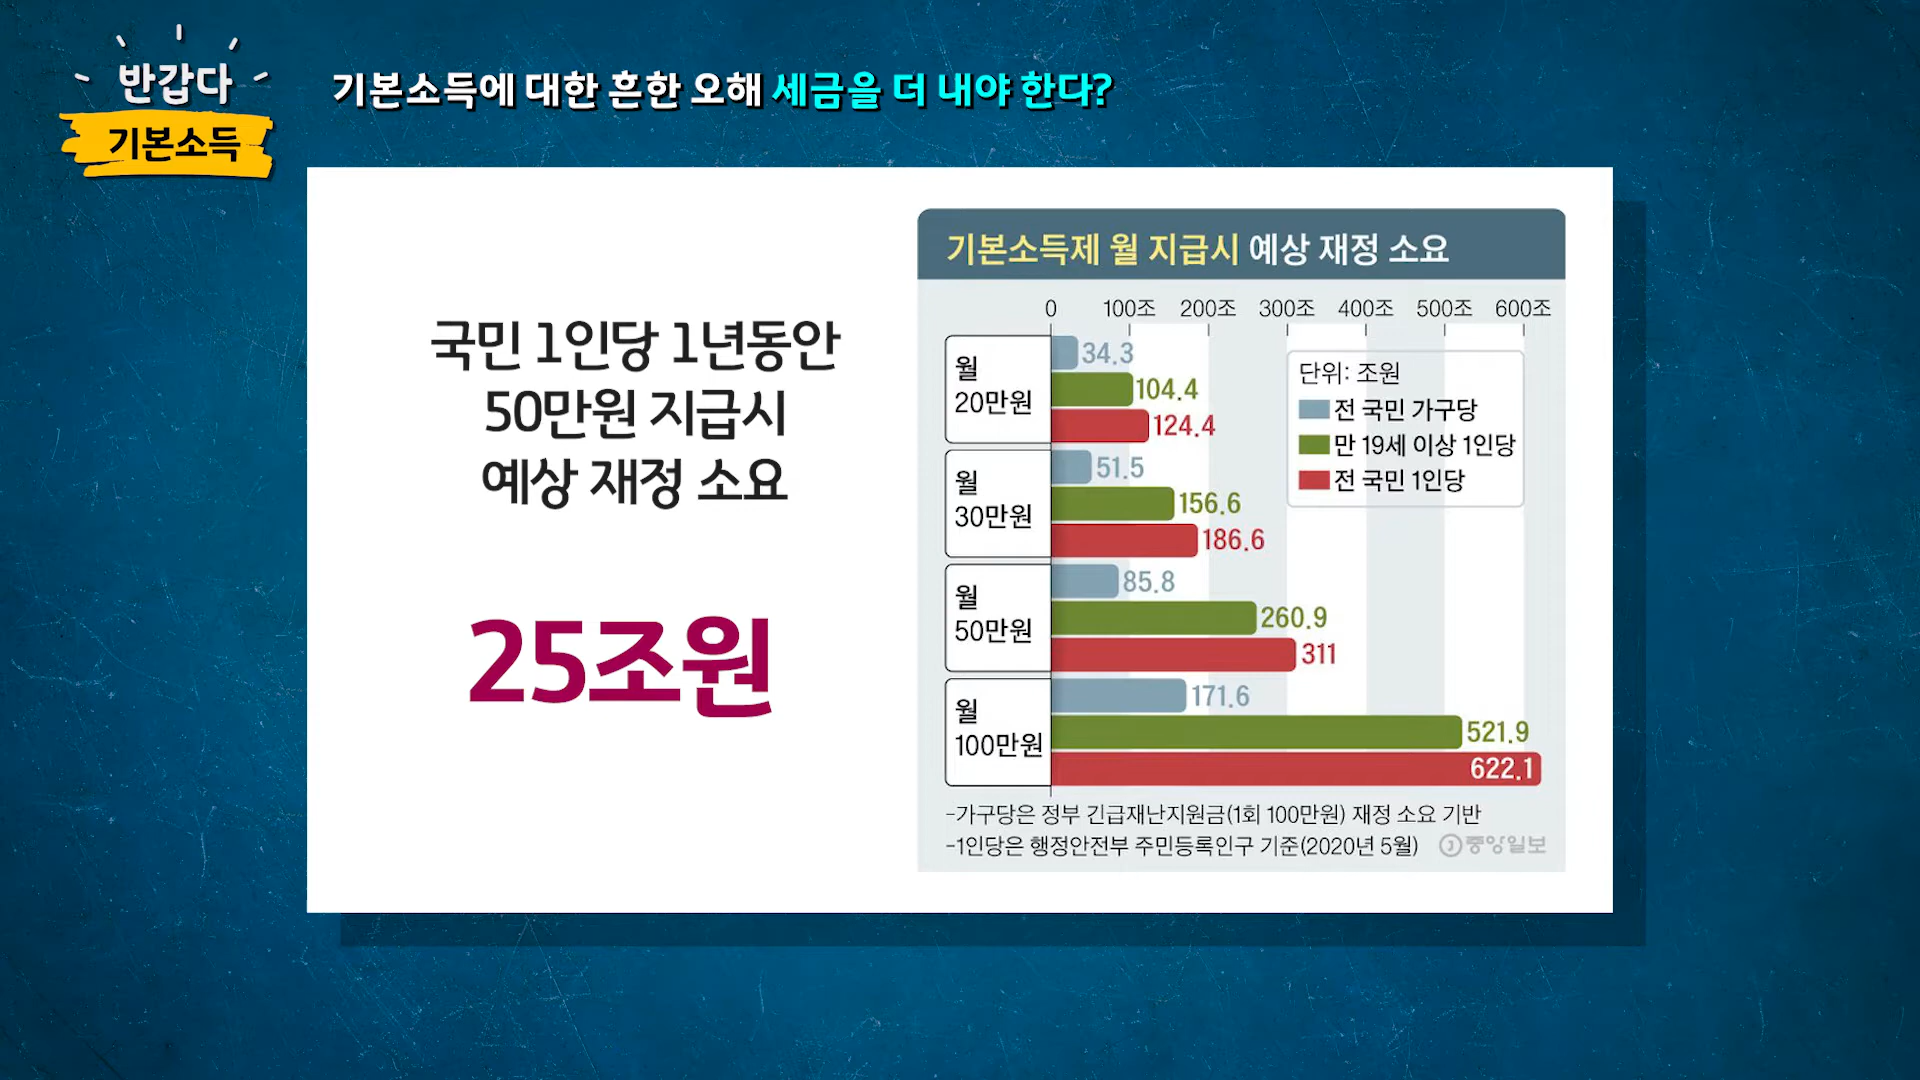 반갑다
기본소득
기본소득에 대한 흔한 오해 세금을 더 내야 한다?
국민 1인당 1년동안
50만원 지급시
예상 재정 소요
25조원
기본소득제 월 지급시 예상 재정 소요
0 100조 200조 300조 400조 500조 600조
단위: 조원
전 국민 가구당
만 19세 이상 1인당
전 국민 1인당
월
20만원
34.3
104.4
124.4
월
30만원
51.5
156.6
186.6
월
50만원
85.8
260.9
311
월
100만원
171.6
521.9
622.1
-가구당은 정부 긴급재난지원금(1회 100만원) 재정 소요 기반
-1인당은 행정안전부 주민등록인구 기준(2020년 5월)
중앙일보